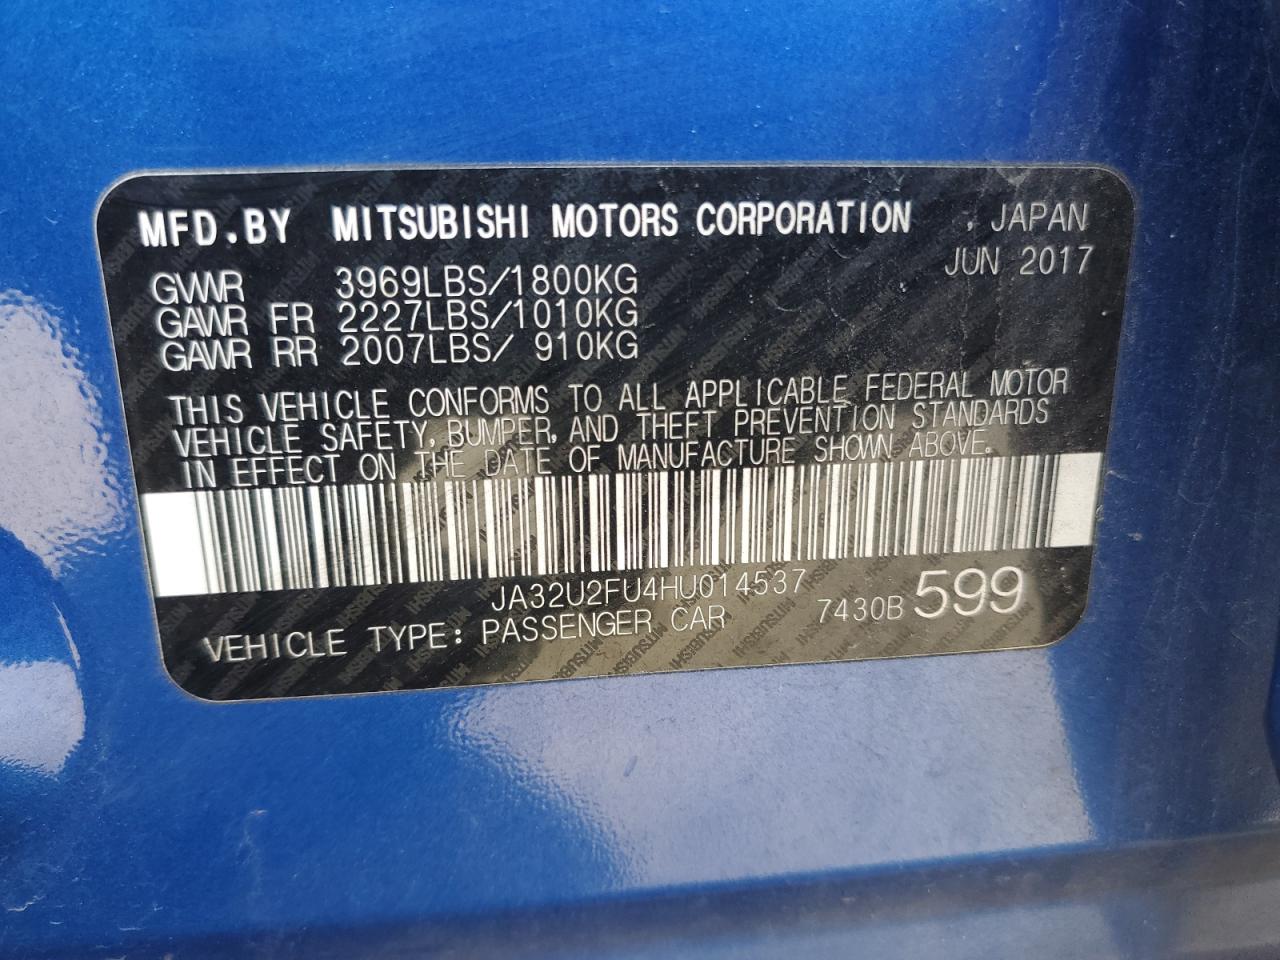 MFD.BY MITSUBISHI MOTORS CORPORATION , JAPAN
JUN 2017
GVWR 3969LBS/1800KG
GAWR FR 2227LBS/1010KG
GAWR RR 2007LBS/ 910KG
THIS VEHICLE CONFORMS TO ALL APPLICABLE FEDERAL MOTOR
VEHICLE SAFETY, BUMPER, AND THEFT PREVENTION STANDARDS
IN EFFECT ON THE DATE OF MANUFACTURE SHOWN ABOVE.
JA32U2FU4HU014537
VEHICLE TYPE: PASSENGER CAR 7430B 599